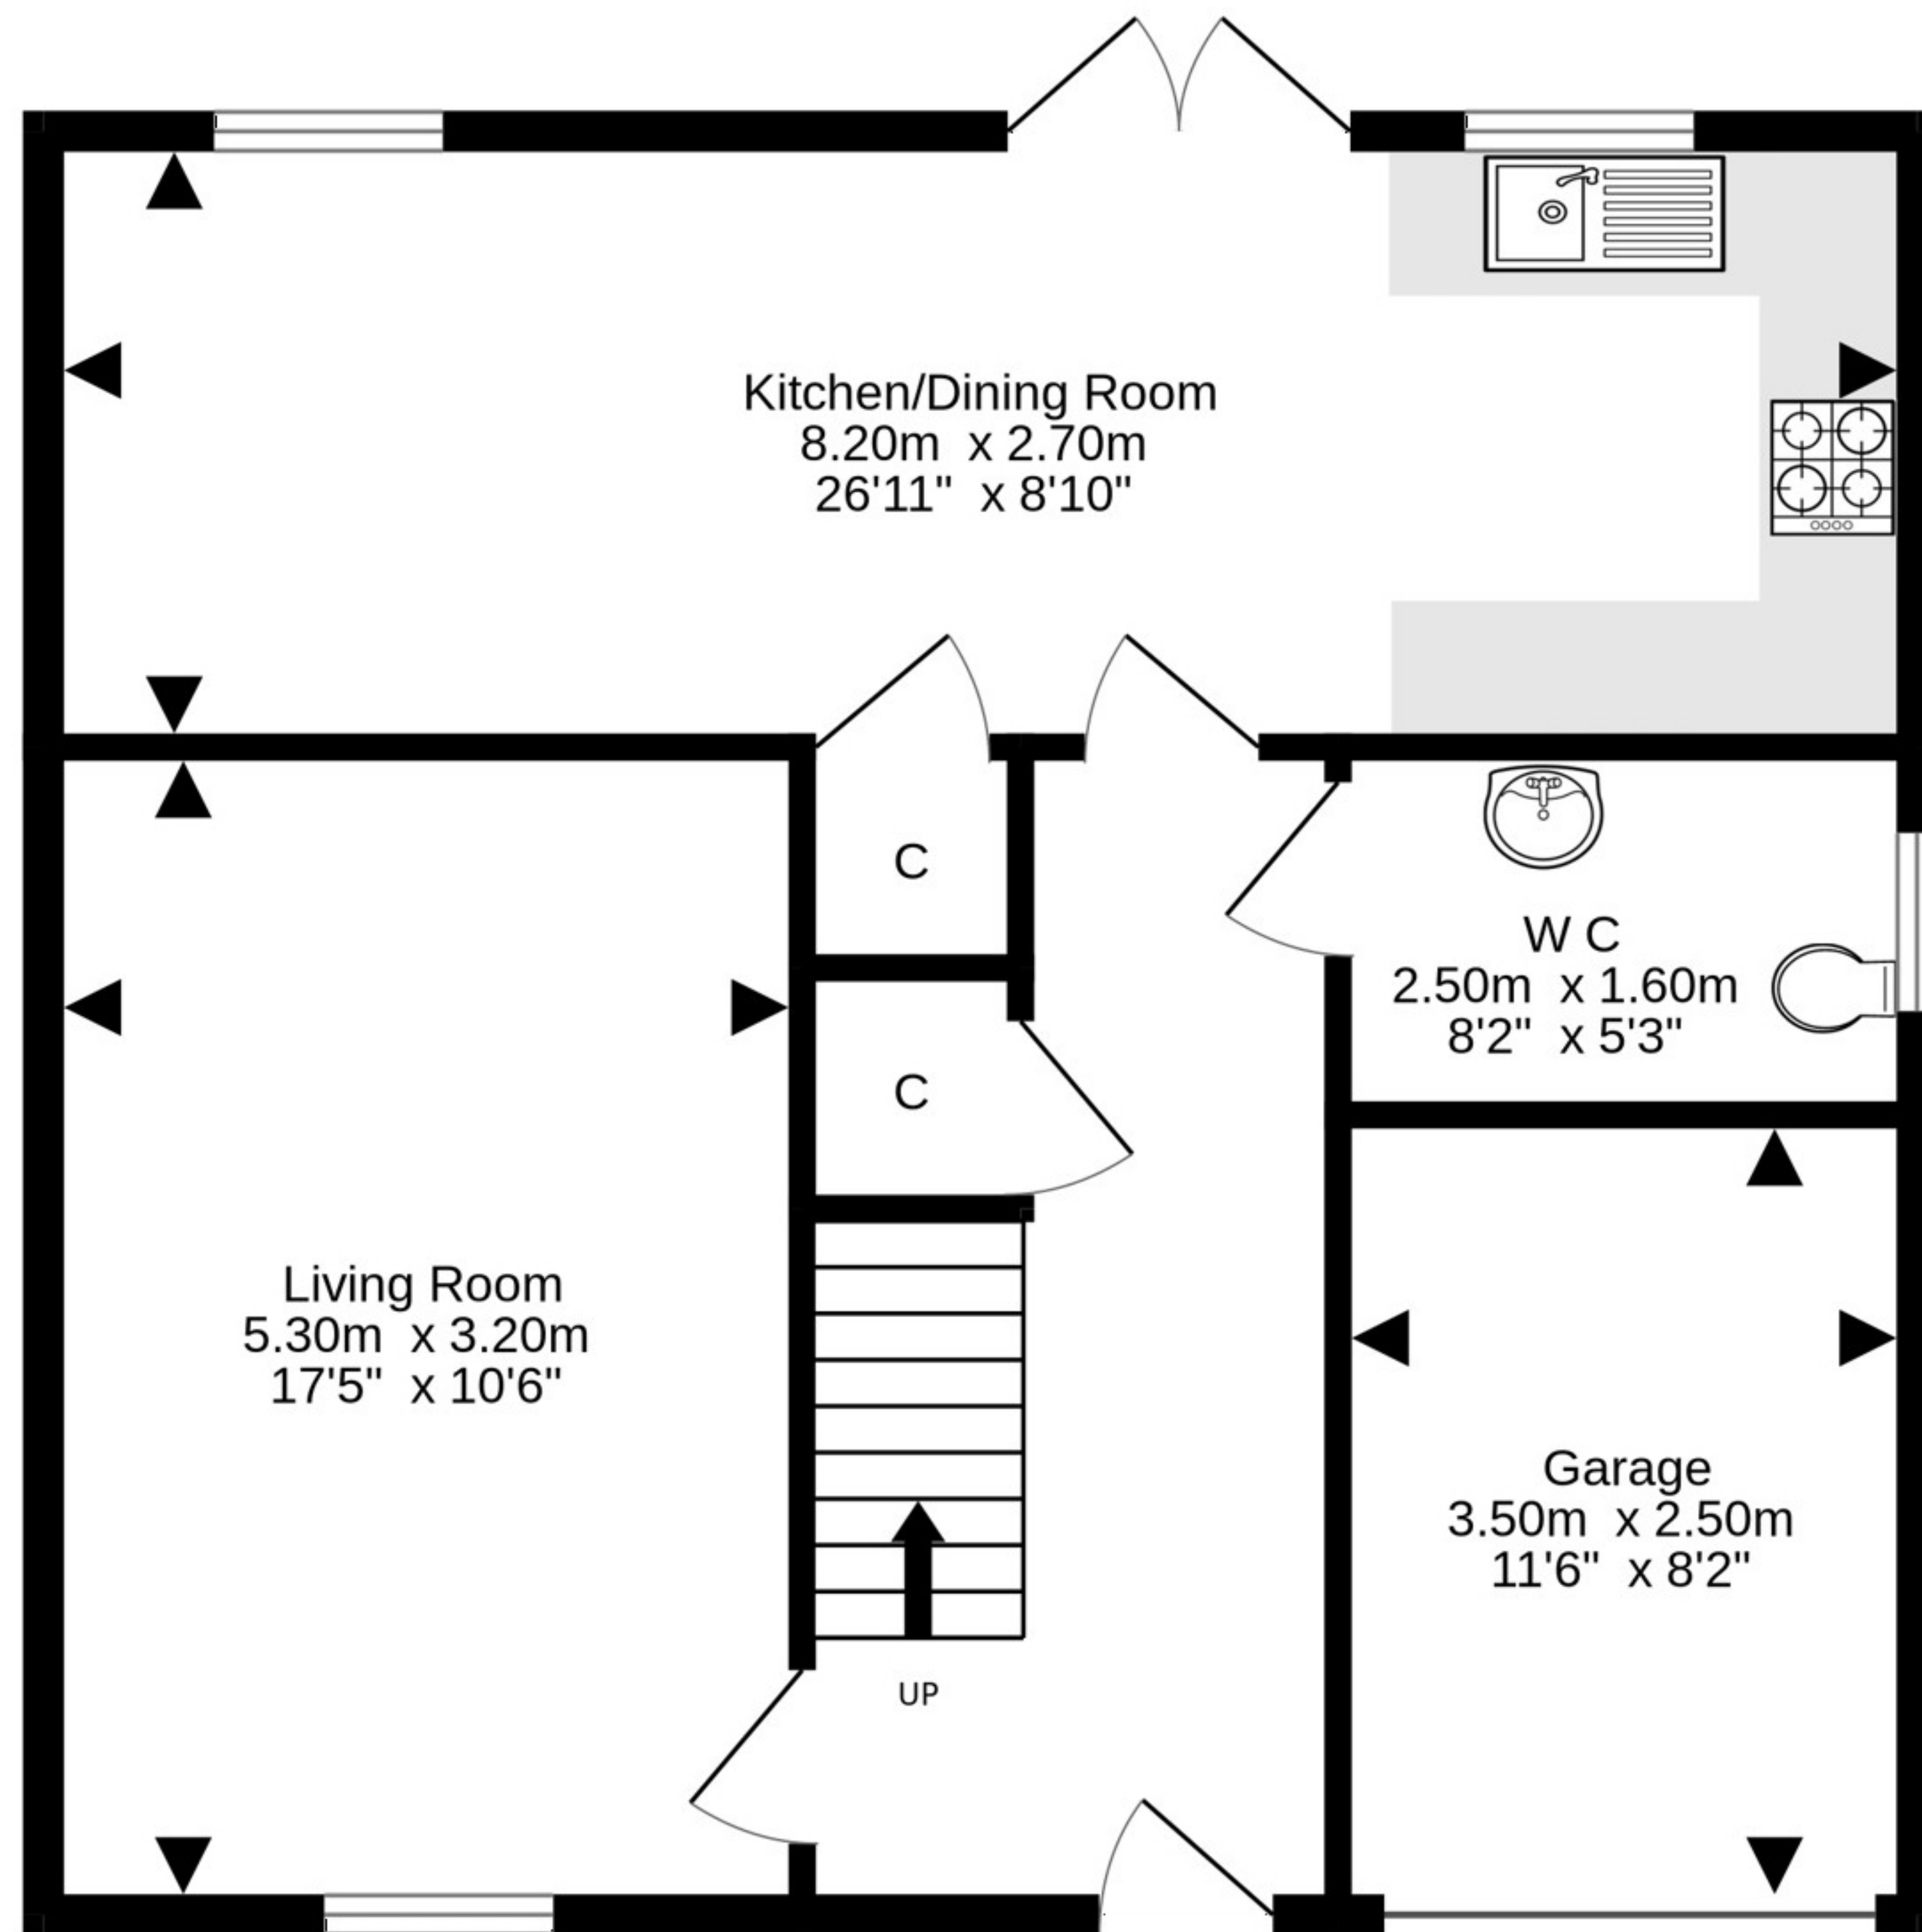 Kitchen/Dining Room
8.20m x 2.70m
26'11" x 8'10"
C
W C
2.50m x 1.60m
8'2" x 5'3"
C
Living Room
5.30m x 3.20m
17'5" x 10'6"
Garage
3.50m x 2.50m
11'6" x 8'2"
UP